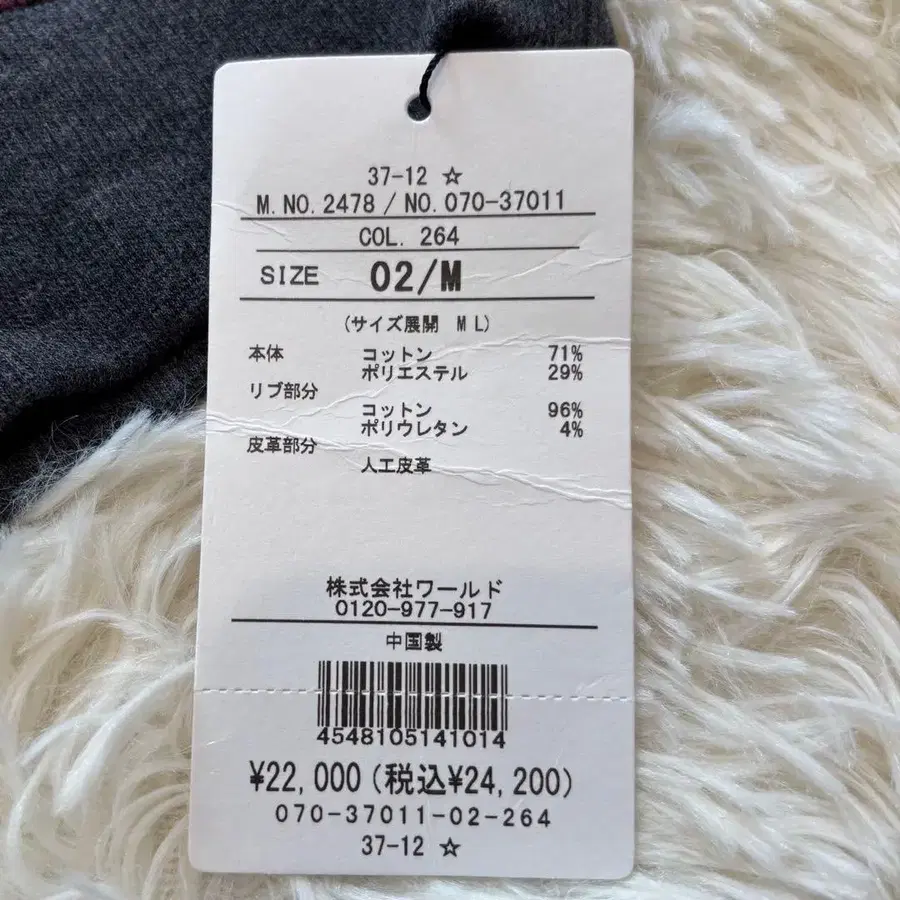 37-12 ☆
M.NO.2478 / NO.070-37011
COL. 264
SIZE 02/M
(サイズ展開 M L)
本体 コットン 71%
ポリエステル 29%
リブ部分
コットン 96%
ポリウレタン 4%
皮革部分
人工皮革
株式会社ワールド
0120-977-917
中国製
4548105141014
¥22,000(税込¥24,200)
070-37011-02-264
37-12 ☆